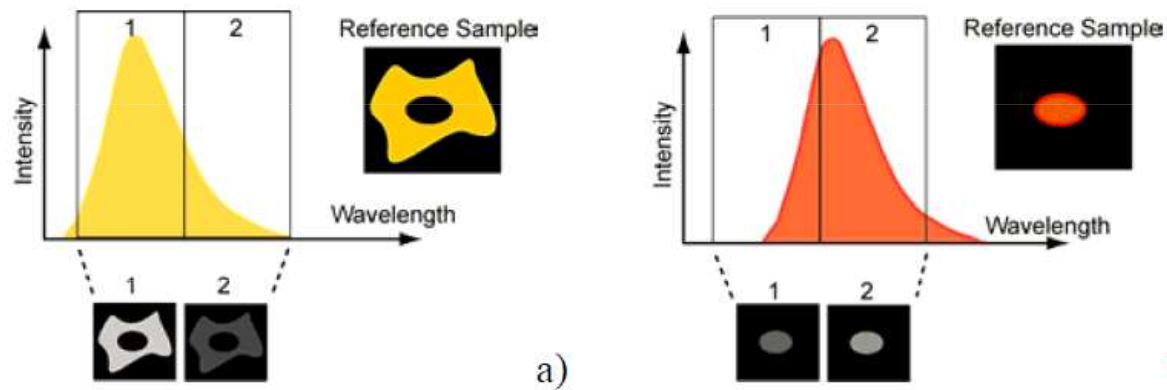 1 2
Reference Sample:
Intensity
Wavelength
1 2
a)
1 2
Reference Sample:
Intensity
Wavelength
1 2